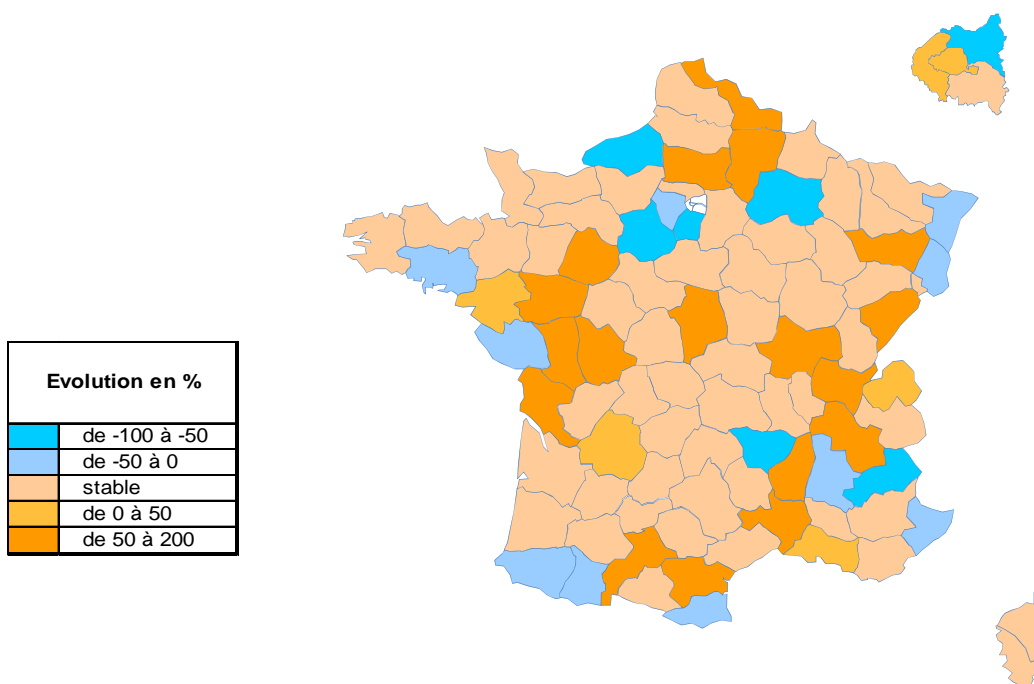 Evolution en %
de -100 à -50
de -50 à 0
stable
de 0 à 50
de 50 à 200